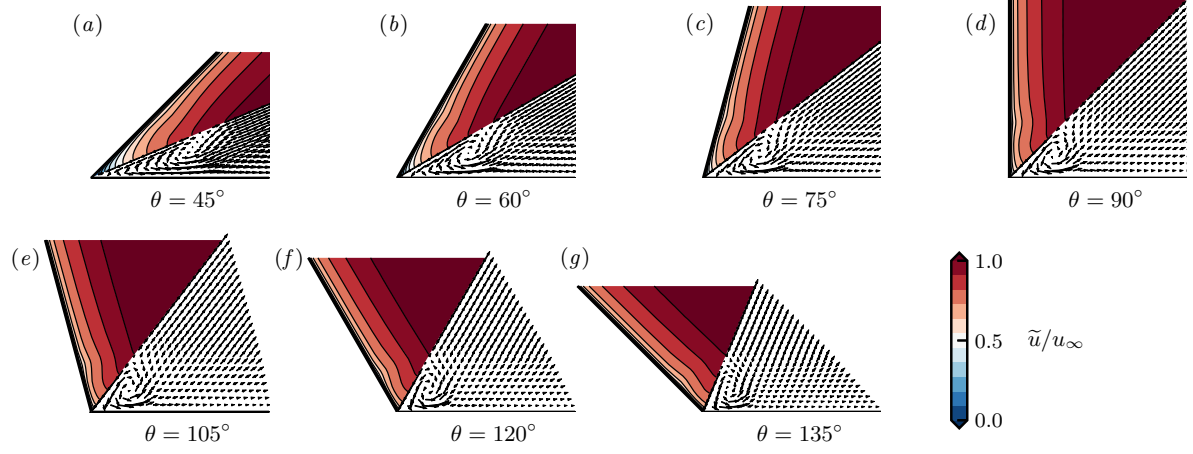 (a)
(b)
(c)
(d)
θ = 45°
θ = 60°
θ = 75°
θ = 90°
(e)
(f)
(g)
1.0
0.5
ũ/u∞
0.0
θ = 105°
θ = 120°
θ = 135°